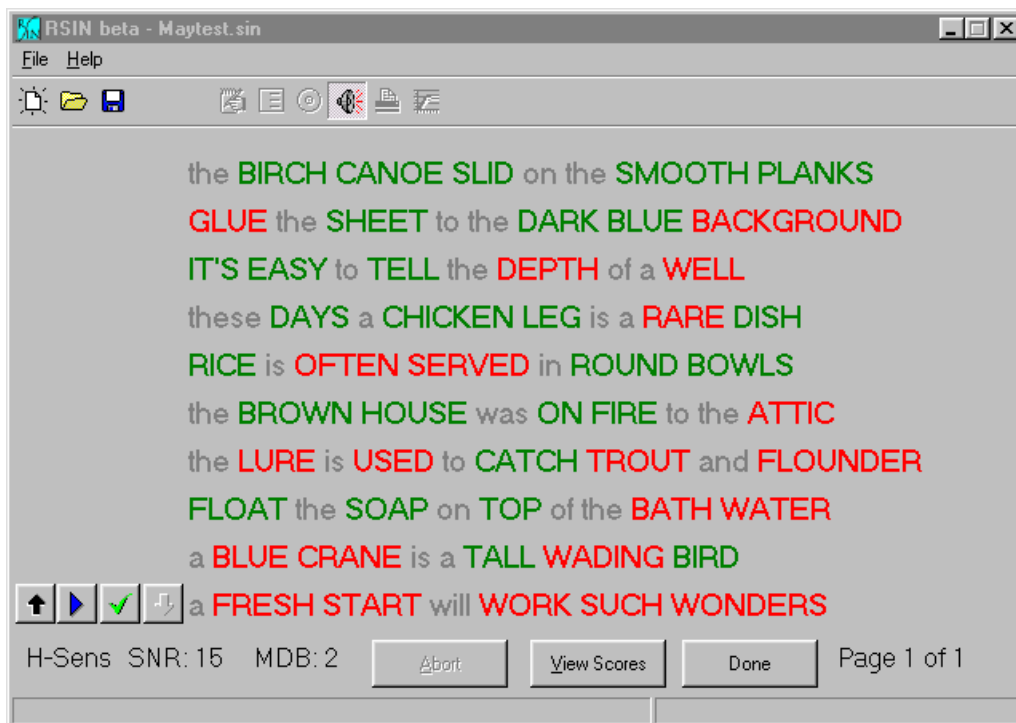 RSIN beta - Maytest.sin
File Help
the BIRCH CANOE SLID on the SMOOTH PLANKS
GLUE the SHEET to the DARK BLUE BACKGROUND
IT'S EASY to TELL the DEPTH of a WELL
these DAYS a CHICKEN LEG is a RARE DISH
RICE is OFTEN SERVED in ROUND BOWLS
the BROWN HOUSE was ON FIRE to the ATTIC
the LURE is USED to CATCH TROUT and FLOUNDER
FLOAT the SOAP on TOP of the BATH WATER
a BLUE CRANE is a TALL WADING BIRD
a FRESH START will WORK SUCH WONDERS
H-Sens SNR: 15 MDB: 2 Abort View Scores Done Page 1 of 1